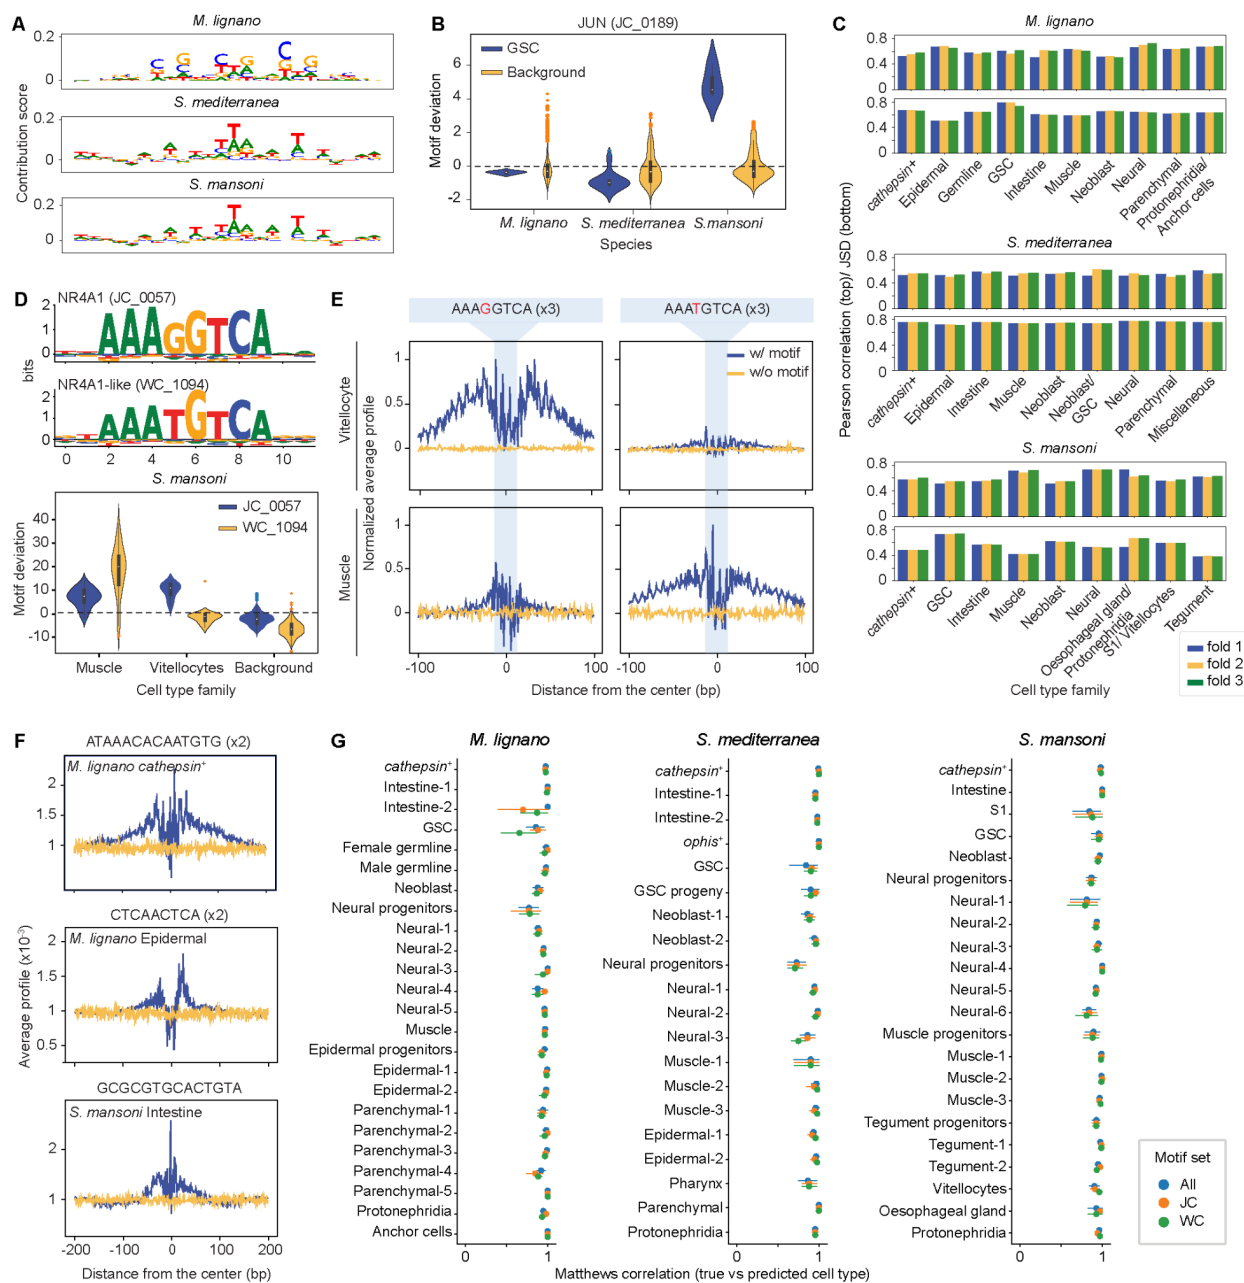 A
M. lignano
0.2
0
S. mediterranea
0.2
0
S. mansoni
0.2
0
Contribution score
B
JUN (JC_0189)
GSC
Background
6
4
2
0
-2
Motif deviation
M. lignano
S. mediterranea
S.mansoni
Species
C
M. lignano
0.8
0.4
0
0.8
0.4
0
cathepsin+
Epidermal
Germline
GSC
Intestine
Muscle
Neoblast
Neural
Parenchymal
Protonephridia/
Anchor cells
S. mediterranea
0.8
0.4
0
0.8
0.4
0
cathepsin+
Epidermal
Intestine
Muscle
Neoblast
Neoblast/
GSC
Neural
Parenchymal
Miscellaneous
S. mansoni
0.8
0.4
0
0.8
0.4
0
cathepsin+
GSC
Intestine
Muscle
Neoblast
Neural
Oesophageal gland/
Protonephridia
S1/ Vitellocytes
Tegument
Pearson correlation (top)/ JSD (bottom)
Cell type family
fold 1
fold 2
fold 3
D
NR4A1 (JC_0057)
2
1
0
AAAGGTCA
bits
NR4A1-like (WC_1094)
2
1
0
AAATGTCA
0 2 4 6 8 10
S. mansoni
JC_0057
WC_1094
40
30
20
10
0
-10
Motif deviation
Muscle
Vitellocytes
Background
Cell type family
E
AAAGGTCA (x3)
AAATGTCA (x3)
w/ motif
w/o motif
1
0.5
0
-100 0 100
-100 0 100
Vitellocyte
1
0.5
0
Muscle
-100 0 100
-100 0 100
Normalized average profile
Distance from the center (bp)
F
ATAAACACAATGTG (x2)
M. lignano cathepsin+
2
1.5
1
CTCAACTCA (x2)
M. lignano Epidermal
2
1.5
1
0.5
GCGCGTGCACTGTA
S. mansoni Intestine
2
1
-200 -100 0 100 200
Average profile (x10-3)
Distance from the center (bp)
G
M. lignano
cathepsin+
Intestine-1
Intestine-2
GSC
Female germline
Male germline
Neoblast
Neural progenitors
Neural-1
Neural-2
Neural-3
Neural-4
Neural-5
Muscle
Epidermal progenitors
Epidermal-1
Epidermal-2
Parenchymal-1
Parenchymal-2
Parenchymal-3
Parenchymal-4
Parenchymal-5
Protonephridia
Anchor cells
0 1
S. mediterranea
cathepsin+
Intestine-1
Intestine-2
ophis+
GSC
GSC progeny
Neoblast-1
Neoblast-2
Neural progenitors
Neural-1
Neural-2
Neural-3
Muscle-1
Muscle-2
Muscle-3
Epidermal-1
Epidermal-2
Pharynx
Parenchymal
Protonephridia
0 1
S. mansoni
cathepsin+
Intestine
S1
GSC
Neoblast
Neural progenitors
Neural-1
Neural-2
Neural-3
Neural-4
Neural-5
Neural-6
Muscle progenitors
Muscle-1
Muscle-2
Muscle-3
Tegument progenitors
Tegument-1
Tegument-2
Vitellocytes
Oesophageal gland
Protonephridia
0 1
Matthews correlation (true vs predicted cell type)
Motif set
All
JC
WC